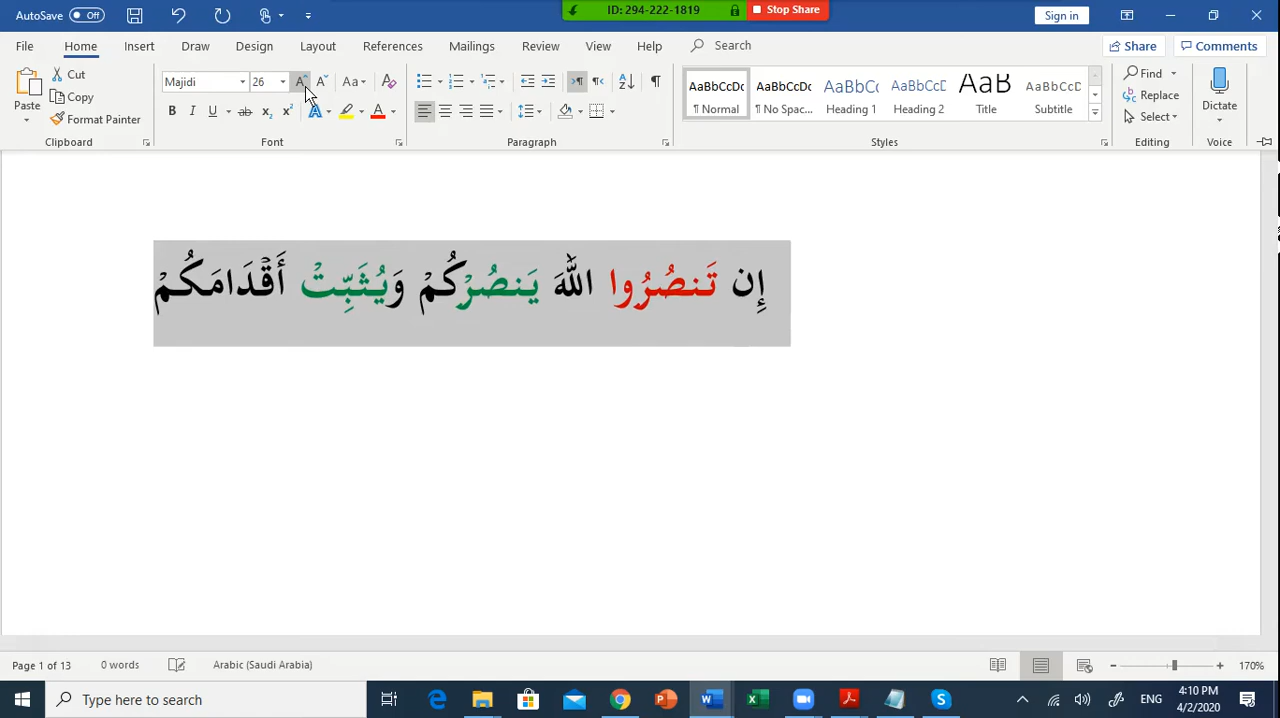 AutoSave Off
ID: 294-222-1819 Stop Share
Sign in
File Home Insert Draw Design Layout References Mailings Review View Help Search Share Comments
Paste Cut Copy Format Painter Clipboard
Majidi 26 Aa Font
Paragraph
AaBbCcDc ¶ Normal AaBbCcDc ¶ No Spac... AaBbC Heading 1 AaBbCc Heading 2 AaB Title AaBbCcD Subtitle Styles
Find Replace Select Editing
Dictate Voice
إِن تَنصُرُوا اللَّهَ يَنصُرْكُمْ وَيُثَبِّتْ أَقْدَامَكُمْ
Page 1 of 13 0 words Arabic (Saudi Arabia) 170%
Type here to search ENG 4:10 PM
4/2/2020